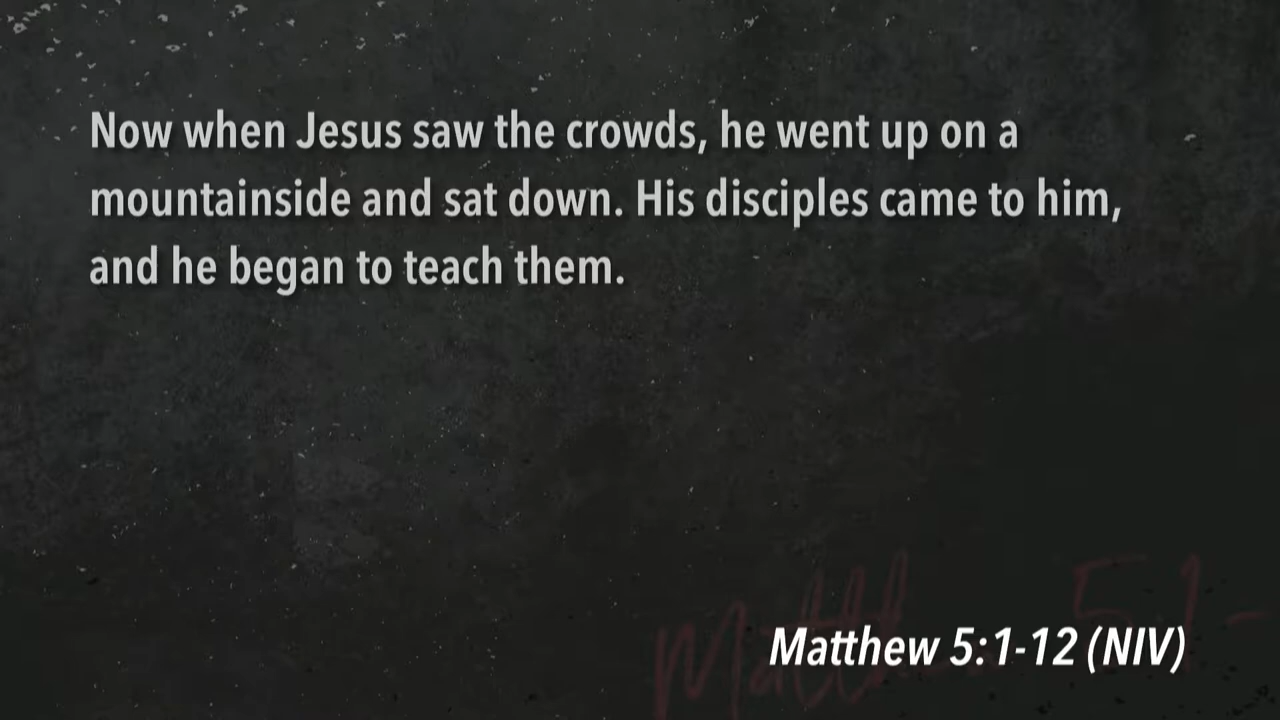 Now when Jesus saw the crowds, he went up on a
mountainside and sat down. His disciples came to him,
and he began to teach them.
Matthew 5:1-12 (NIV)